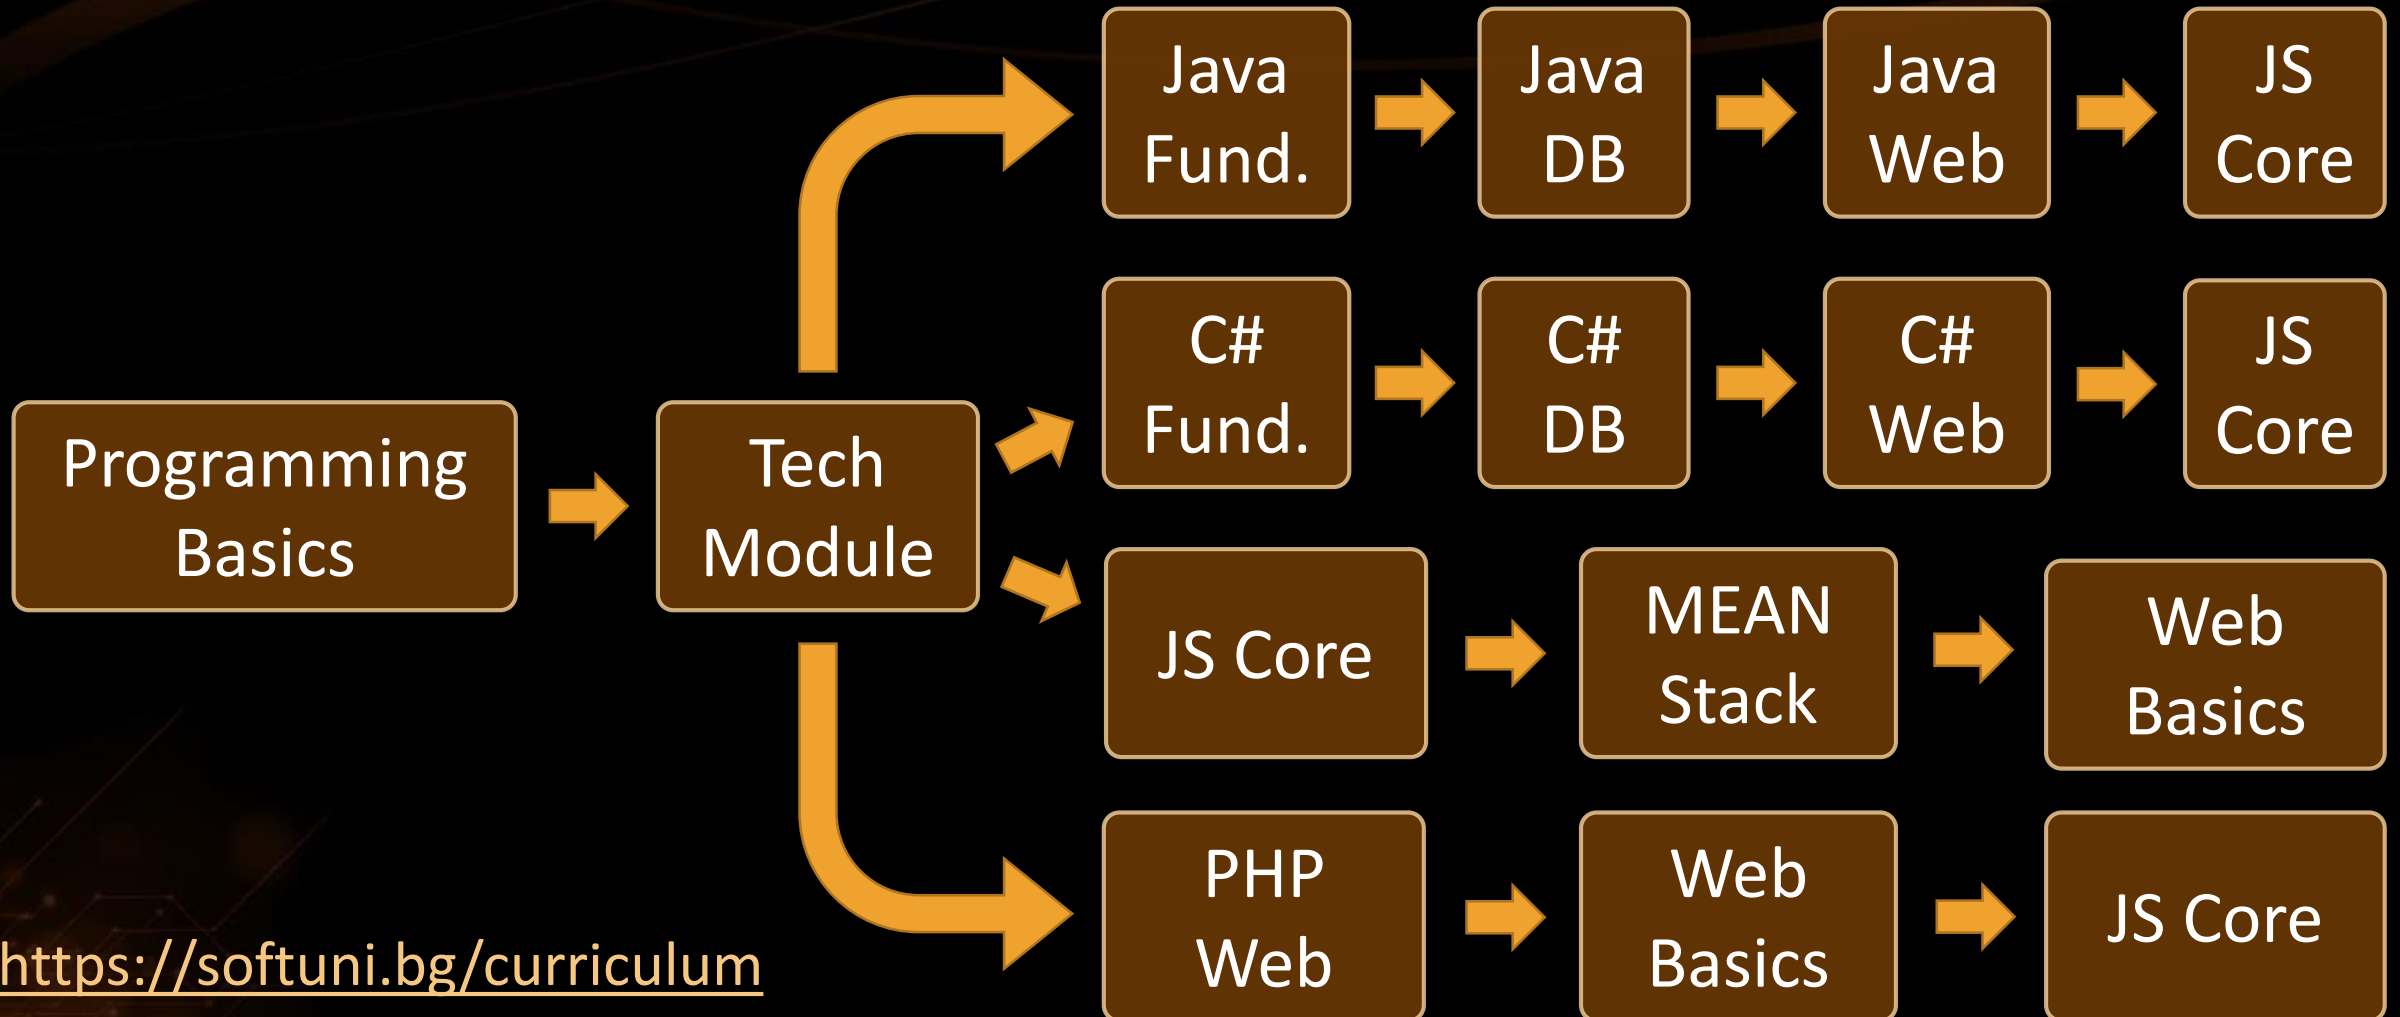 Programming
Basics
Tech
Module
Java
Fund.
Java
DB
Java
Web
JS
Core
C#
Fund.
C#
DB
C#
Web
JS
Core
JS Core
MEAN
Stack
Web
Basics
PHP
Web
Web
Basics
JS Core
https://softuni.bg/curriculum